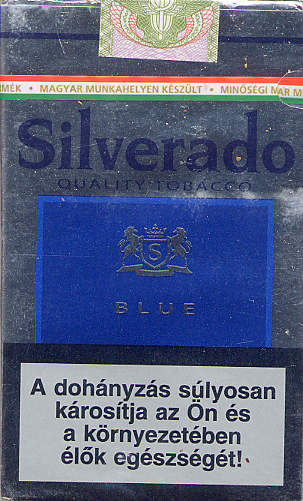 MÉK • MAGYAR MUNKAHELYEN KÉSZÜLT • MINŐSÉGI MAR M
Silverado
QUALITY TOBACCO
S
BLUE
A dohányzás súlyosan
károsítja az Ön és
a környezetében
élők egészségét!